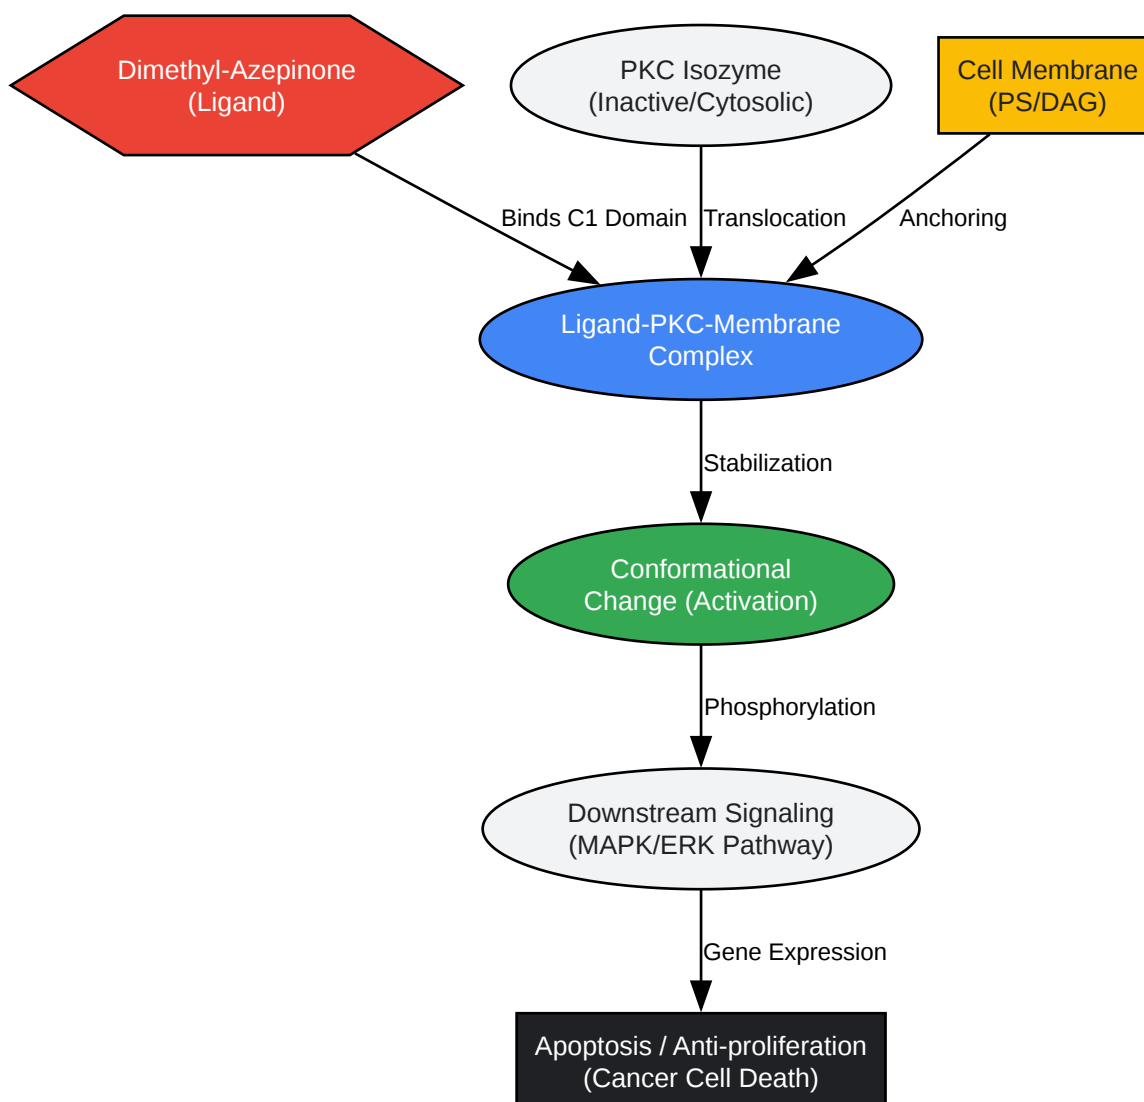 Dimethyl-Azepinone
(Ligand)
PKC Isozyme
(Inactive/Cytosolic)
Cell Membrane
(PS/DAG)
Binds C1 Domain
Translocation
Anchoring
Ligand-PKC-Membrane
Complex
Stabilization
Conformational
Change (Activation)
Phosphorylation
Downstream Signaling
(MAPK/ERK Pathway)
Gene Expression
Apoptosis / Anti-proliferation
(Cancer Cell Death)